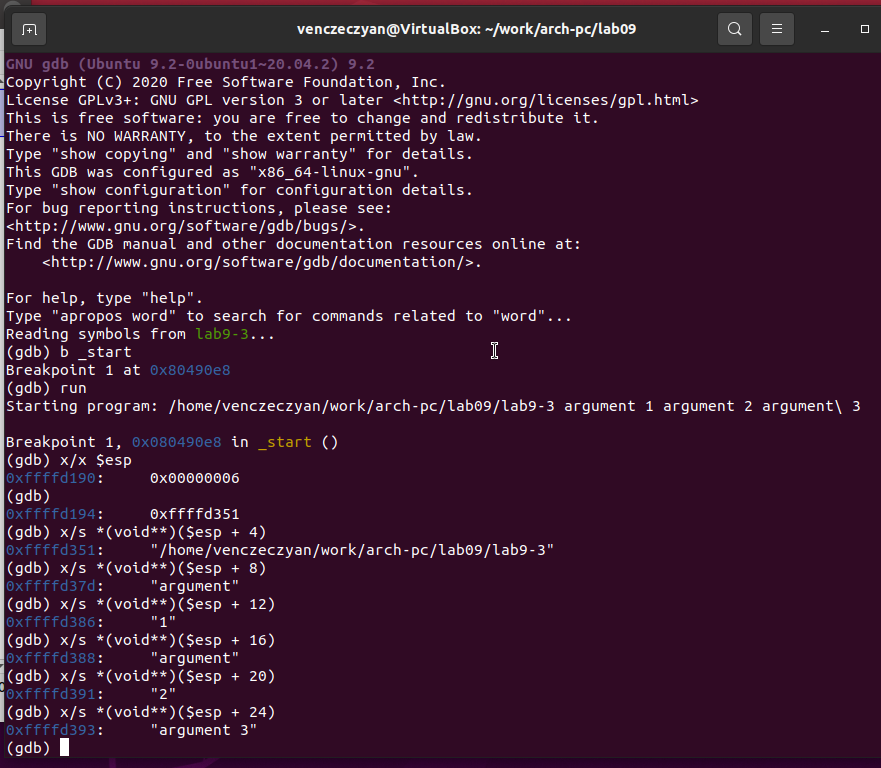 venczeczyan@VirtualBox: ~/work/arch-pc/lab09
GNU gdb (Ubuntu 9.2-0ubuntu1~20.04.2) 9.2
Copyright (C) 2020 Free Software Foundation, Inc.
License GPLv3+: GNU GPL version 3 or later <http://gnu.org/licenses/gpl.html>
This is free software: you are free to change and redistribute it.
There is NO WARRANTY, to the extent permitted by law.
Type "show copying" and "show warranty" for details.
This GDB was configured as "x86_64-linux-gnu".
Type "show configuration" for configuration details.
For bug reporting instructions, please see:
<http://www.gnu.org/software/gdb/bugs/>.
Find the GDB manual and other documentation resources online at:
    <http://www.gnu.org/software/gdb/documentation/>.

For help, type "help".
Type "apropos word" to search for commands related to "word"...
Reading symbols from lab9-3...
(gdb) b _start
Breakpoint 1 at 0x80490e8
(gdb) run
Starting program: /home/venczeczyan/work/arch-pc/lab09/lab9-3 argument 1 argument 2 argument\ 3

Breakpoint 1, 0x080490e8 in _start ()
(gdb) x/x $esp
0xffffd190:     0x00000006
(gdb)
0xffffd194:     0xffffd351
(gdb) x/s *(void**)($esp + 4)
0xffffd351:     "/home/venczeczyan/work/arch-pc/lab09/lab9-3"
(gdb) x/s *(void**)($esp + 8)
0xffffd37d:     "argument"
(gdb) x/s *(void**)($esp + 12)
0xffffd386:     "1"
(gdb) x/s *(void**)($esp + 16)
0xffffd388:     "argument"
(gdb) x/s *(void**)($esp + 20)
0xffffd391:     "2"
(gdb) x/s *(void**)($esp + 24)
0xffffd393:     "argument 3"
(gdb)